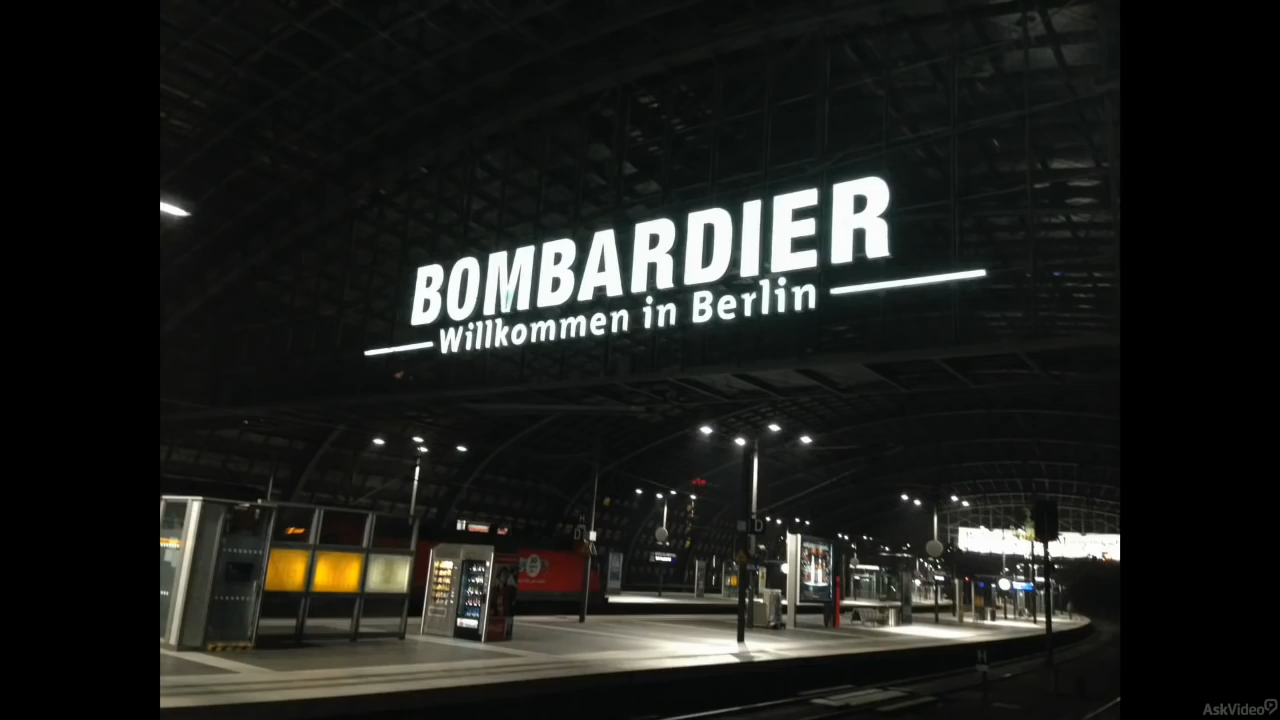 BOMBARDIER
Willkommen in Berlin
D
D
H
AskVideo